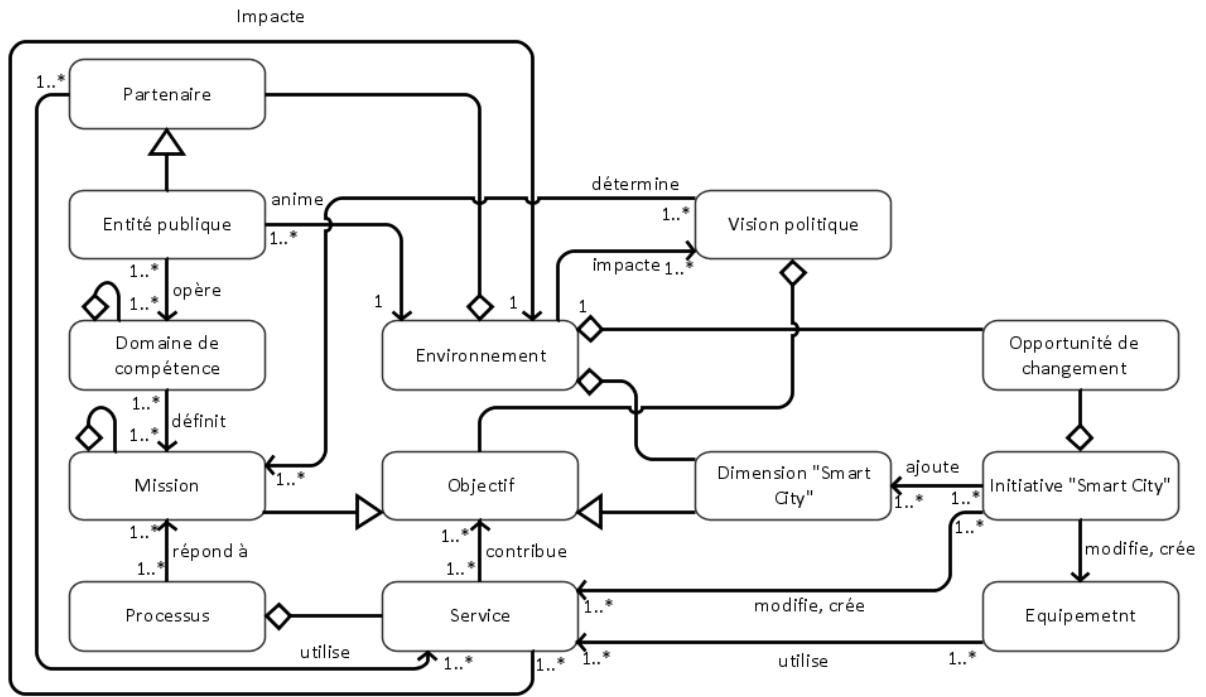 Impacte
1..*
Partenaire
Entité publique
anime
1..*
détermine
1..*
Vision politique
1..*
opère
1..*
impacte
1..*
1
1
1
Domaine de
compétence
Environnement
Opportunité de
changement
1..*
définit
1..*
1..*
Mission
Objectif
Dimension "Smart
City"
ajoute
1..*
1..*
Initiative "Smart City"
1..*
1..*
répond à
1..*
1..*
contribue
1..*
modifie, crée
Processus
Service
1..*
modifie, crée
Equipemetnt
utilise
1..*
1..*
1..*
utilise
1..*